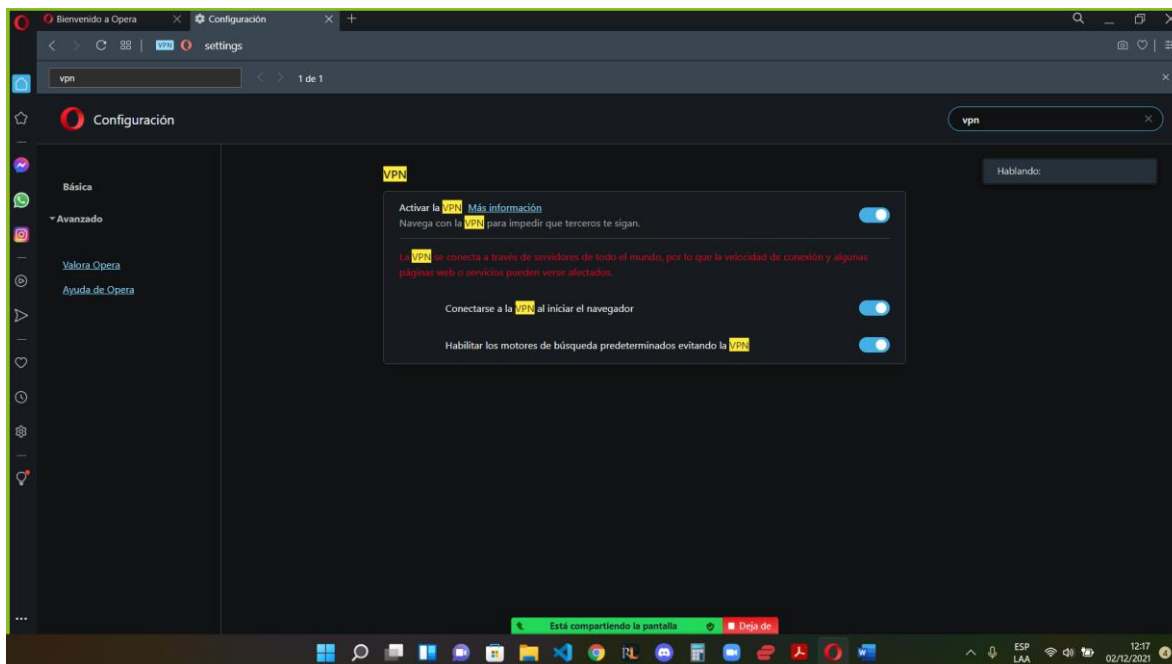 Bienvenido a Opera
Configuración
VPN
settings
vpn
1 de 1
Configuración
vpn
Hablando:
Básica
Avanzado
Valora Opera
Ayuda de Opera
VPN
Activar la VPN Más información
Navega con la VPN para impedir que terceros te sigan.
La VPN se conecta a través de servidores de todo el mundo, por lo que la velocidad de conexión y algunas
páginas web o servicios pueden verse afectados.
Conectarse a la VPN al iniciar el navegador
Habilitar los motores de búsqueda predeterminados evitando la VPN
Está compartiendo la pantalla
Deja de
ESP
LAA
12:17
02/12/2021